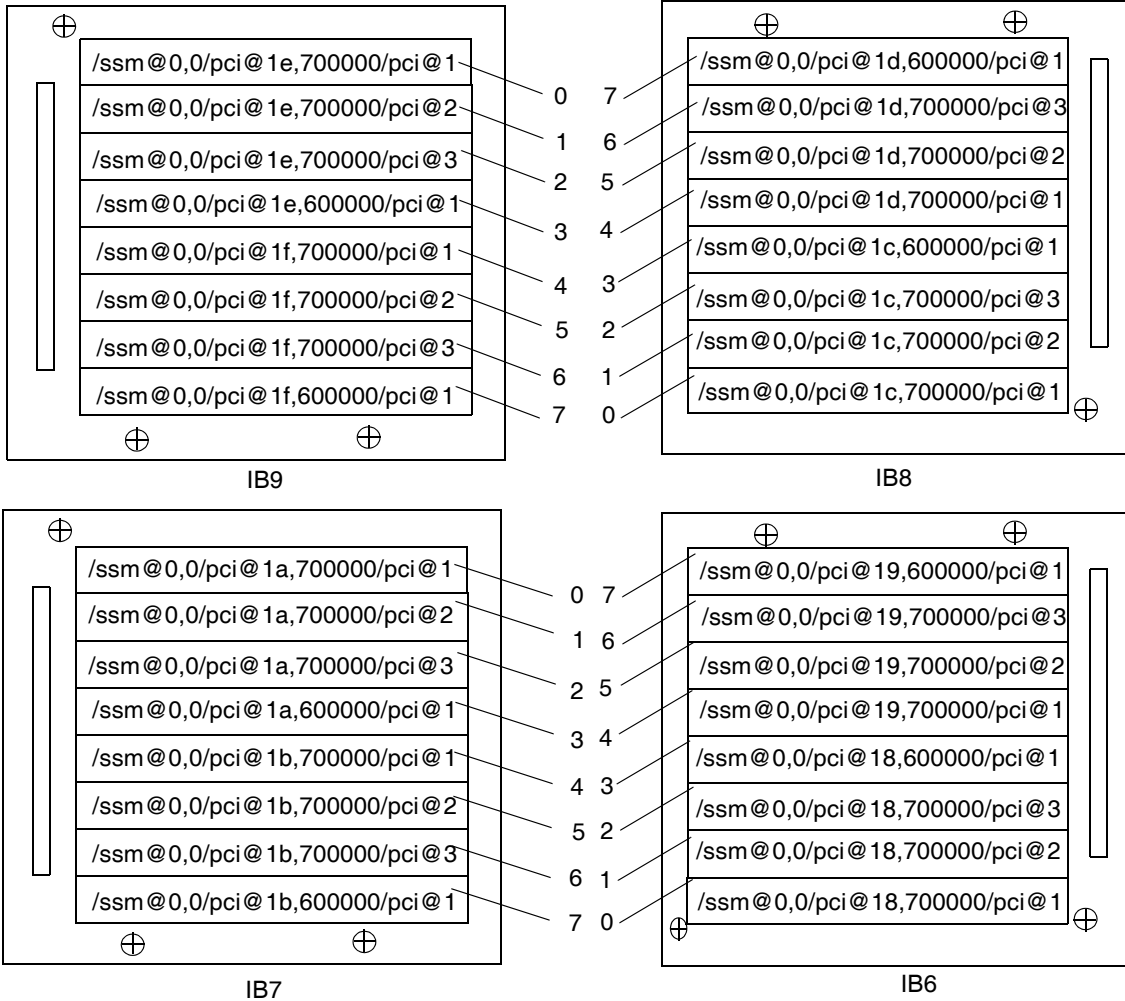 /ssm@0,0/pci@1e,700000/pci@1
/ssm@0,0/pci@1e,700000/pci@2
/ssm@0,0/pci@1e,700000/pci@3
/ssm@0,0/pci@1e,600000/pci@1
/ssm@0,0/pci@1f,700000/pci@1
/ssm@0,0/pci@1f,700000/pci@2
/ssm@0,0/pci@1f,700000/pci@3
/ssm@0,0/pci@1f,600000/pci@1
0
1
2
3
4
5
6
7
IB9
7
6
5
4
3
2
1
0
/ssm@0,0/pci@1d,600000/pci@1
/ssm@0,0/pci@1d,700000/pci@3
/ssm@0,0/pci@1d,700000/pci@2
/ssm@0,0/pci@1d,700000/pci@1
/ssm@0,0/pci@1c,600000/pci@1
/ssm@0,0/pci@1c,700000/pci@3
/ssm@0,0/pci@1c,700000/pci@2
/ssm@0,0/pci@1c,700000/pci@1
IB8
/ssm@0,0/pci@1a,700000/pci@1
/ssm@0,0/pci@1a,700000/pci@2
/ssm@0,0/pci@1a,700000/pci@3
/ssm@0,0/pci@1a,600000/pci@1
/ssm@0,0/pci@1b,700000/pci@1
/ssm@0,0/pci@1b,700000/pci@2
/ssm@0,0/pci@1b,700000/pci@3
/ssm@0,0/pci@1b,600000/pci@1
0
1
2
3
4
5
6
7
IB7
7
6
5
4
3
2
1
0
/ssm@0,0/pci@19,600000/pci@1
/ssm@0,0/pci@19,700000/pci@3
/ssm@0,0/pci@19,700000/pci@2
/ssm@0,0/pci@19,700000/pci@1
/ssm@0,0/pci@18,600000/pci@1
/ssm@0,0/pci@18,700000/pci@3
/ssm@0,0/pci@18,700000/pci@2
/ssm@0,0/pci@18,700000/pci@1
IB6